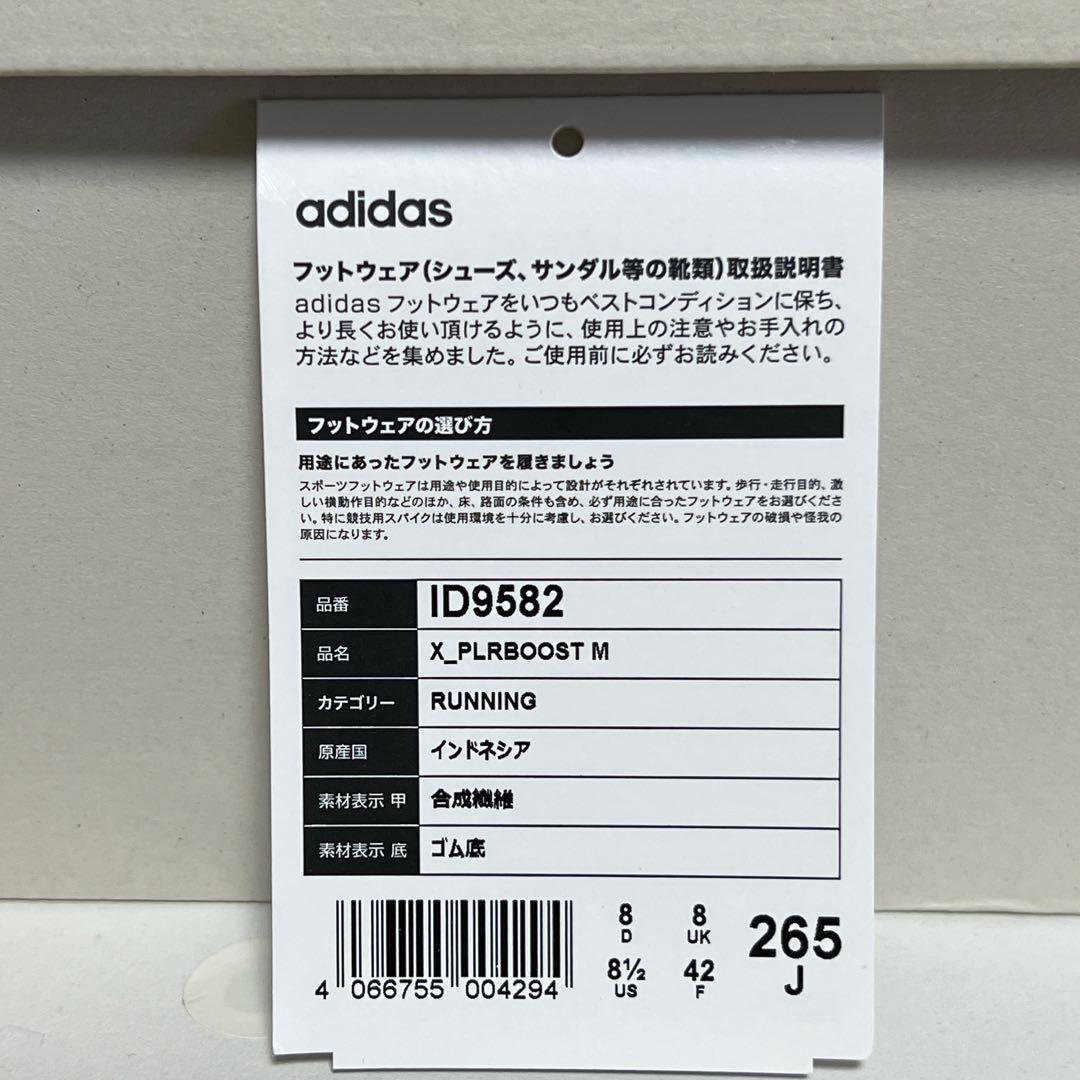 adidas
フットウェア(シューズ、サンダル等の靴類)取扱説明書
adidas フットウェアをいつもベストコンディションに保ち、
より長くお使い頂けるように、使用上の注意やお手入れの
方法などを集めました。ご使用前に必ずお読みください。
フットウェアの選び方
用途にあったフットウェアを履きましょう
スポーツフットウェアは用途や使用目的によって設計がそれぞれされています。歩行・走行目的、激
しい横動作目的などのほか、床、路面の条件も含め、必ず用途に合ったフットウェアをお選びくださ
い。特に競技用スパイクは使用環境を十分に考慮し、お選びください。フットウェアの破損や怪我の
原因になります。
品番 ID9582
品名 X_PLRBOOST M
カテゴリー RUNNING
原産国 インドネシア
素材表示 甲 合成繊維
素材表示 底 ゴム底
8 8 265
D UK J
8½ 42
US F
4 066755 004294